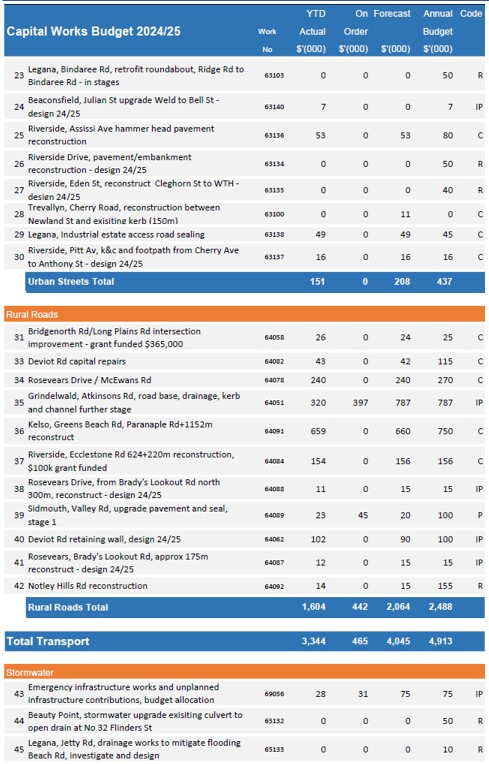 YTD On Forecast Annual Code
Capital Works Budget 2024/25 Work Actual Order Budget
No $'(000) $'(000) $'(000) $'(000)
23 Legana, Bindaree Rd, retrofit roundabout, Ridge Rd to
Bindaree Rd - in stages 63103 0 0 0 50 R
24 Beaconsfield, Julian St upgrade Weld to Bell St -
design 24/25 63140 7 0 0 7 IP
25 Riverside, Assissi Ave hammer head pavement
reconstruction 63136 53 0 53 80 C
26 Riverside Drive, pavement/embankment
reconstruction - design 24/25 63134 0 0 0 50 R
27 Riverside, Eden St, reconstruct Cleghorn St to WTH -
design 24/25 63135 0 0 0 40 R
28 Trevallyn, Cherry Road, reconstruction between
Newland St and exisiting kerb (150m) 63100 0 0 11 0 C
29 Legana, Industrial estate access road sealing 63138 49 0 49 45 C
30 Riverside, Pitt Av, k&c and footpath from Cherry Ave
to Anthony St - design 24/25 63137 16 0 16 16 C
Urban Streets Total 151 0 208 437
Rural Roads
31 Bridgenorth Rd/Long Plains Rd intersection
improvement - grant funded $365,000 64058 26 0 24 25 C
33 Deviot Rd capital repairs 64082 43 0 42 115 C
34 Rosevears Drive / McEwans Rd 64078 240 0 240 270 C
35 Grindelwald, Atkinsons Rd, road base, drainage, kerb
and channel further stage 64051 320 397 787 787 IP
36 Kelso, Greens Beach Rd, Paranaple Rd+1152m
reconstruct 64091 659 0 660 750 C
37 Riverside, Ecclestone Rd 624+220m reconstruction,
$100k grant funded 64084 154 0 156 156 C
38 Rosevears Drive, from Brady's Lookout Rd north
300m, reconstruct - design 24/25 64088 11 0 15 15 IP
39 Sidmouth, Valley Rd, upgrade pavement and seal,
stage 1 64089 23 45 20 100 P
40 Deviot Rd retaining wall, design 24/25 64062 102 0 90 100 IP
41 Rosevears, Brady's Lookout Rd, approx 175m
reconstruct - design 24/25 64087 12 0 15 15 IP
42 Notley Hills Rd reconstruction 64092 14 0 15 155 R
Rural Roads Total 1,604 442 2,064 2,488
Total Transport 3,344 465 4,045 4,913
Stormwater
43 Emergency infrastructure works and unplanned
infrastructure contributions, budget allocation 69056 28 31 75 75 IP
44 Beauty Point, stormwater upgrade exisiting culvert to
open drain at No 32 Flinders St 65132 0 0 0 50 R
45 Legana, Jetty Rd, drainage works to mitigate flooding
Beach Rd, investigate and design 65133 0 0 0 10 R